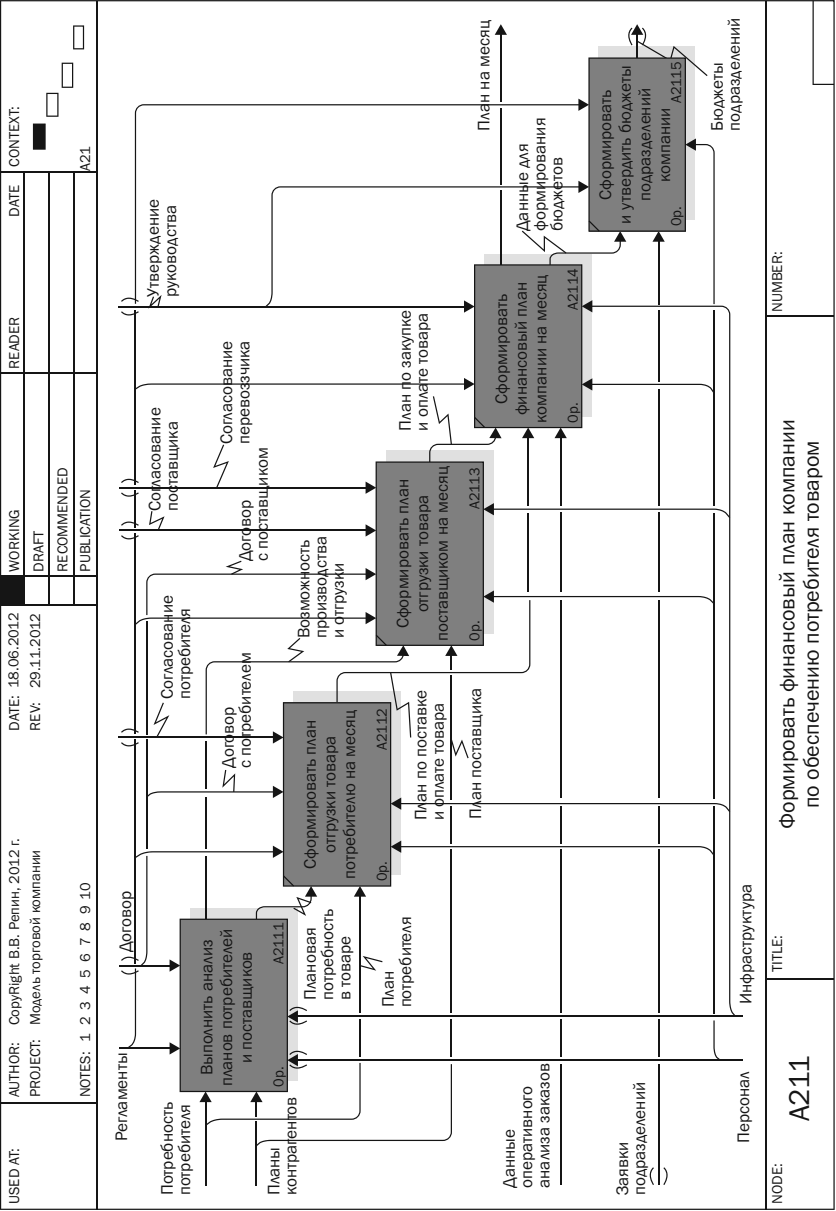 USED AT:
AUTHOR: CopyRight В.В. Репин, 2012 г.
PROJECT: Модель торговой компании
NOTES: 1 2 3 4 5 6 7 8 9 10
DATE: 18.06.2012
REV: 29.11.2012
WORKING
DRAFT
RECOMMENDED
PUBLICATION
READER
DATE
CONTEXT:
A21
Регламенты
Договор
Согласование
потребителя
Договор
с потребителем
Договор
с поставщиком
Согласование
поставщика
Согласование
перевозчика
Утверждение
руководства
Потребность
потребителя
Планы
контрагентов
Выполнить анализ
планов потребителей
и поставщиков
0р.
A2111
Плановая
потребность
в товаре
План
потребителя
Возможность
производства
и отгрузки
Сформировать план
отгрузки товара
потребителю на месяц
0р.
A2112
План по поставке
и оплате товара
План поставщика
Сформировать план
отгрузки товара
поставщиком на месяц
0р.
A2113
План по закупке
и оплате товара
Сформировать
финансовый план
компании на месяц
0р.
A2114
План на месяц
Данные для
формирования
бюджетов
Сформировать
и утвердить бюджеты
подразделений
компании
0р.
A2115
Бюджеты
подразделений
Данные
оперативного
анализа заказов
Заявки
подразделений
Персонал
Инфраструктура
NODE:
A211
TITLE:
Формировать финансовый план компании
по обеспечению потребителя товаром
NUMBER: